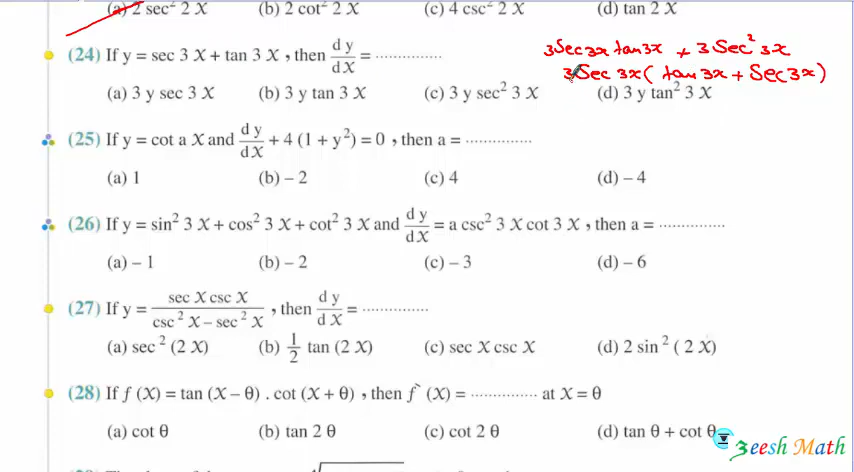 (a) 2 sec² 2 X (b) 2 cot² 2 X (c) 4 csc² 2 X (d) tan 2 X
(24) If y = sec 3 X + tan 3 X , then dy/dX = ..............
3Sec3x tan3x + 3Sec² 3x
3Sec 3x( tan3x + Sec3x)
(a) 3 y sec 3 X (b) 3 y tan 3 X (c) 3 y sec² 3 X (d) 3 y tan² 3 X
(25) If y = cot a X and dy/dX + 4 (1 + y²) = 0 , then a = ..............
(a) 1 (b) – 2 (c) 4 (d) – 4
(26) If y = sin² 3 X + cos² 3 X + cot² 3 X and dy/dX = a csc² 3 X cot 3 X , then a = ..............
(a) – 1 (b) – 2 (c) – 3 (d) – 6
(27) If y = sec X csc X / csc² X – sec² X , then dy/dX = ..............
(a) sec² (2 X) (b) 1/2 tan (2 X) (c) sec X csc X (d) 2 sin² ( 2 X)
(28) If f (X) = tan (X – θ) . cot (X + θ) , then f` (X) = .............. at X = θ
(a) cot θ (b) tan 2 θ (c) cot 2 θ (d) tan θ + cot θ
3eesh Math